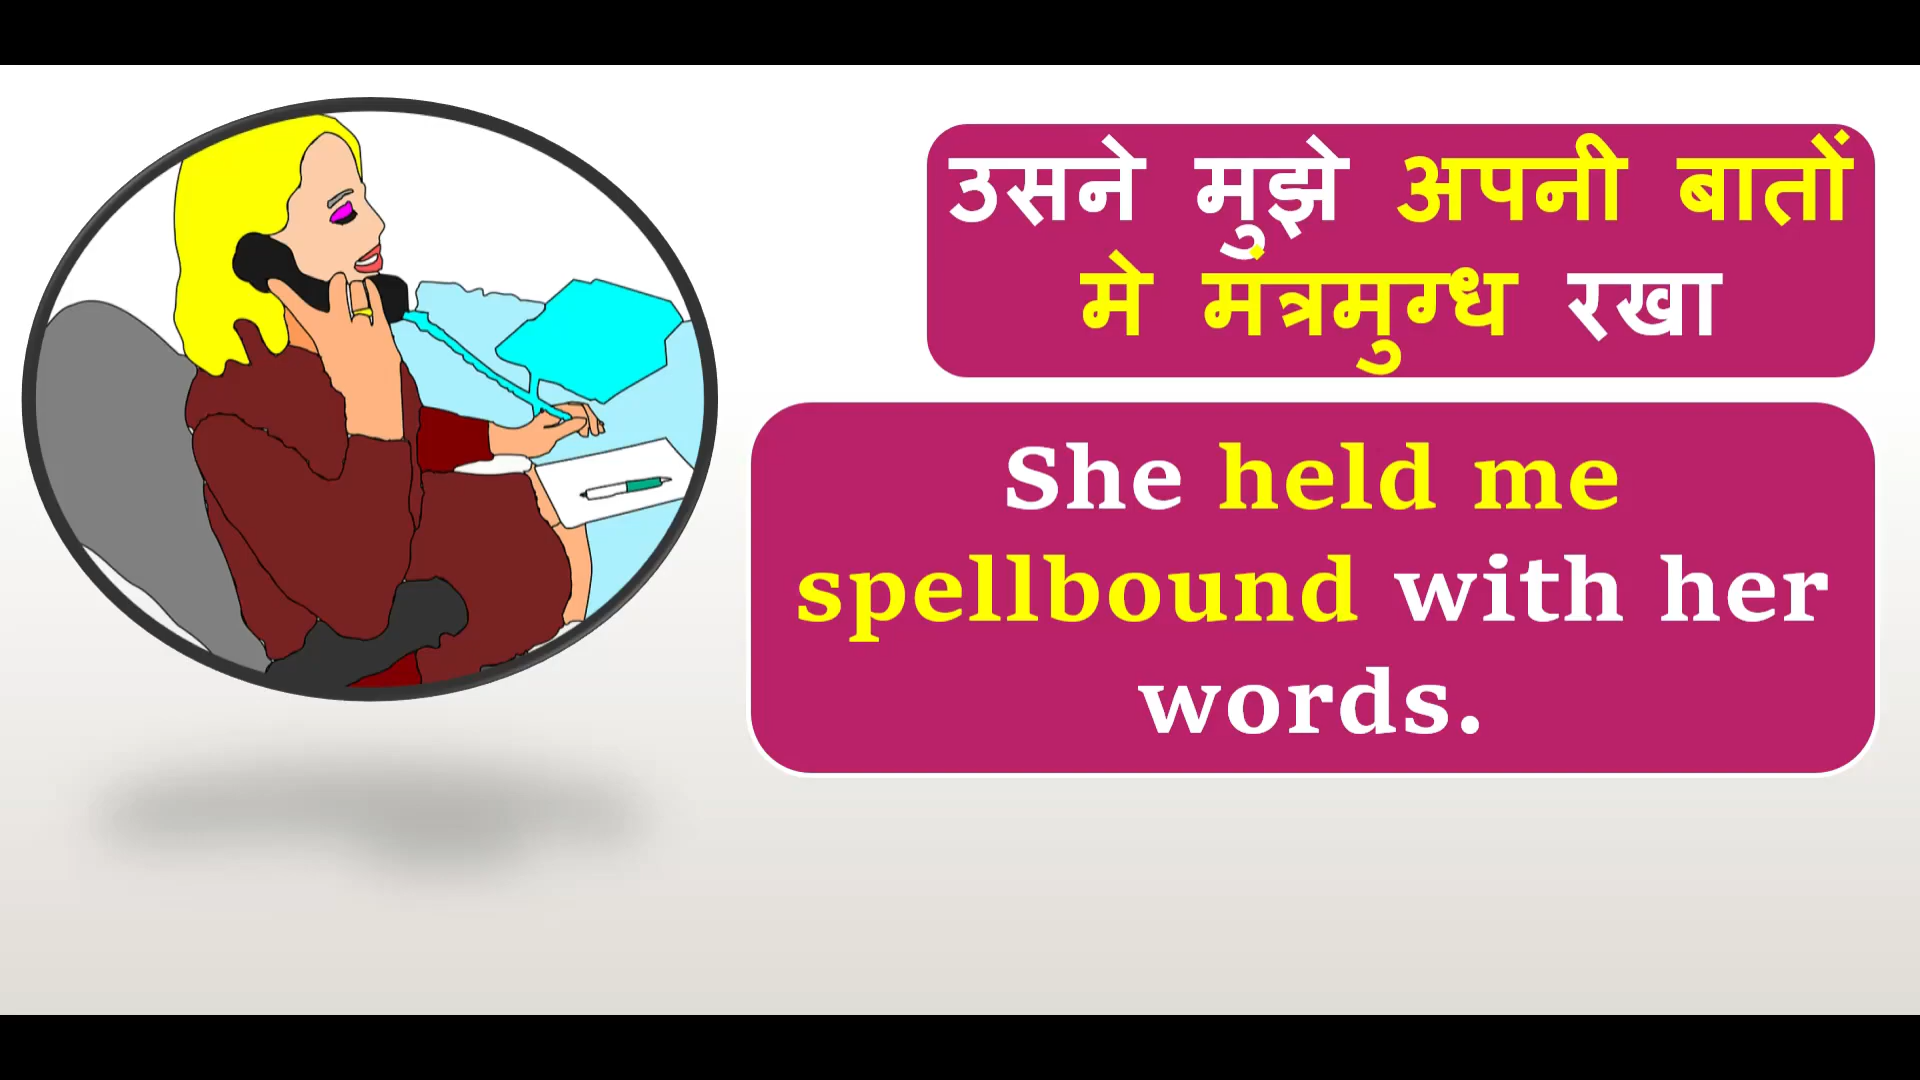 उसने मुझे अपनी बातों
मे मंत्रमुग्ध रखा
She held me
spellbound with her
words.